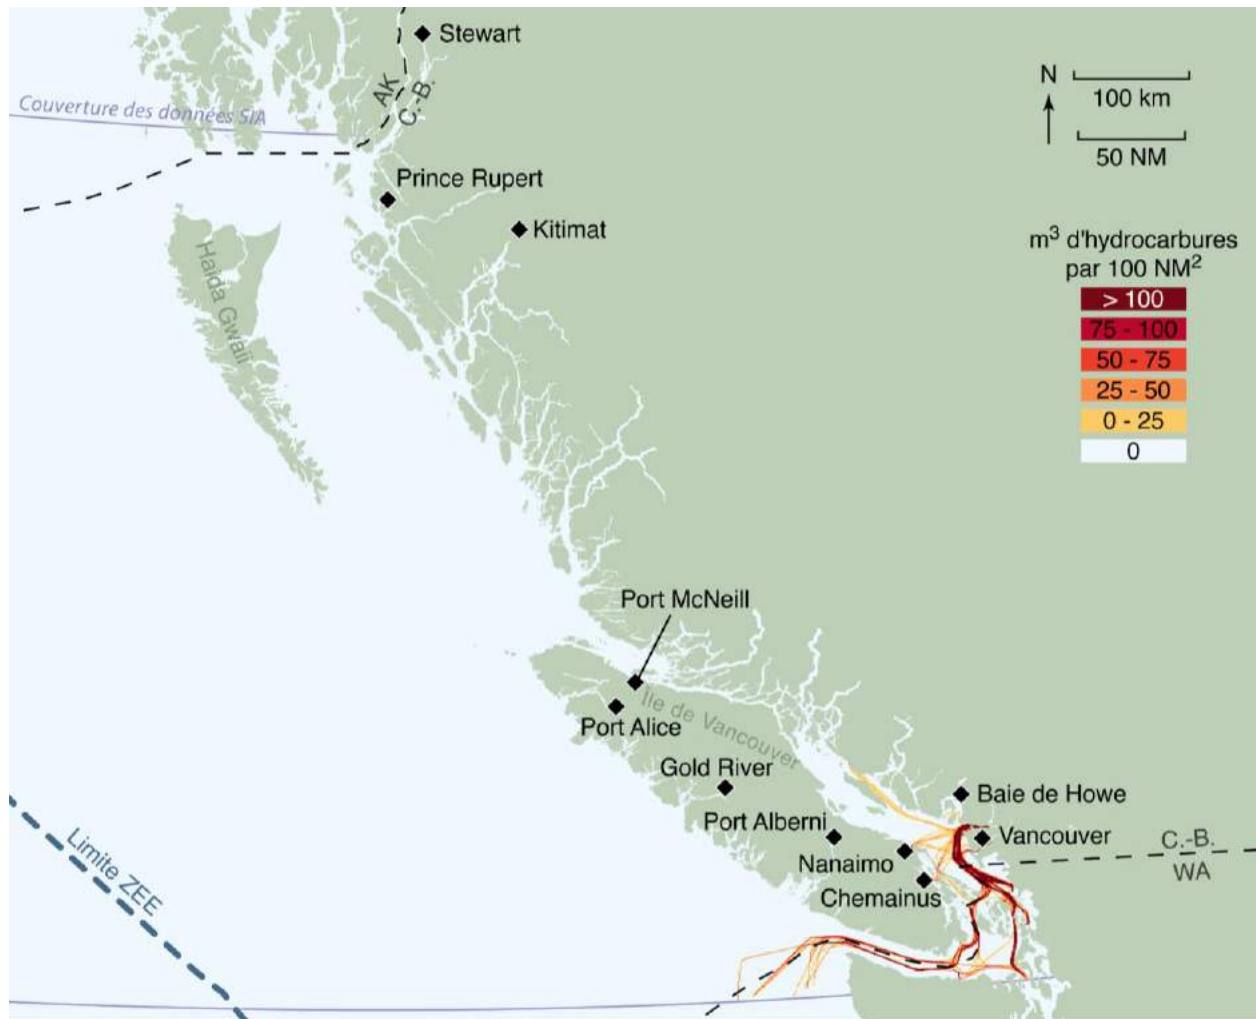 Stewart
N
100 km
50 NM
AK
C.-B.
Couverture des données SIA
Prince Rupert
Kitimat
Haida Gwaii
m³ d'hydrocarbures
par 100 NM²
> 100
75 - 100
50 - 75
25 - 50
0 - 25
0
Port McNeill
Ile de Vancouver
Port Alice
Gold River
Baie de Howe
Port Alberni
Vancouver
C.-B.
Nanaimo
WA
Chemainus
Limite ZEE